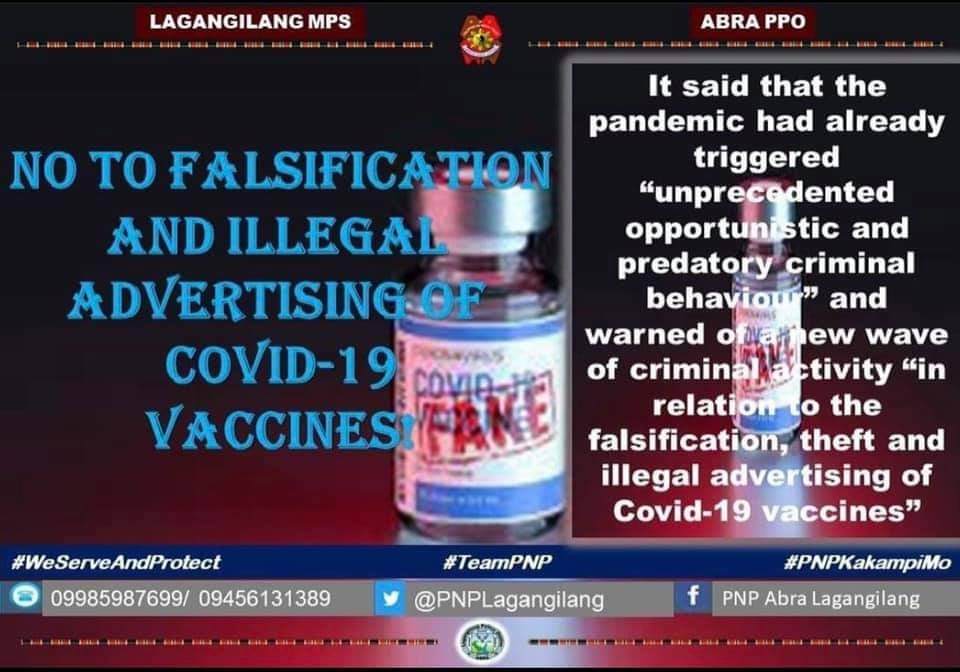 LAGANGILANG MPS
ABRA PPO
NO TO FALSIFICATION
AND ILLEGAL
ADVERTISING OF
COVID-19
VACCINES!
COVID-19
FAKE
It said that the
pandemic had already
triggered
“unprecedented
opportunistic and
predatory criminal
behaviour” and
warned of a new wave
of criminal activity “in
relation to the
falsification, theft and
illegal advertising of
Covid-19 vaccines”
FAKE
#WeServeAndProtect
#TeamPNP
#PNPKakampiMo
09985987699/ 09456131389
@PNPLagangilang
PNP Abra Lagangilang